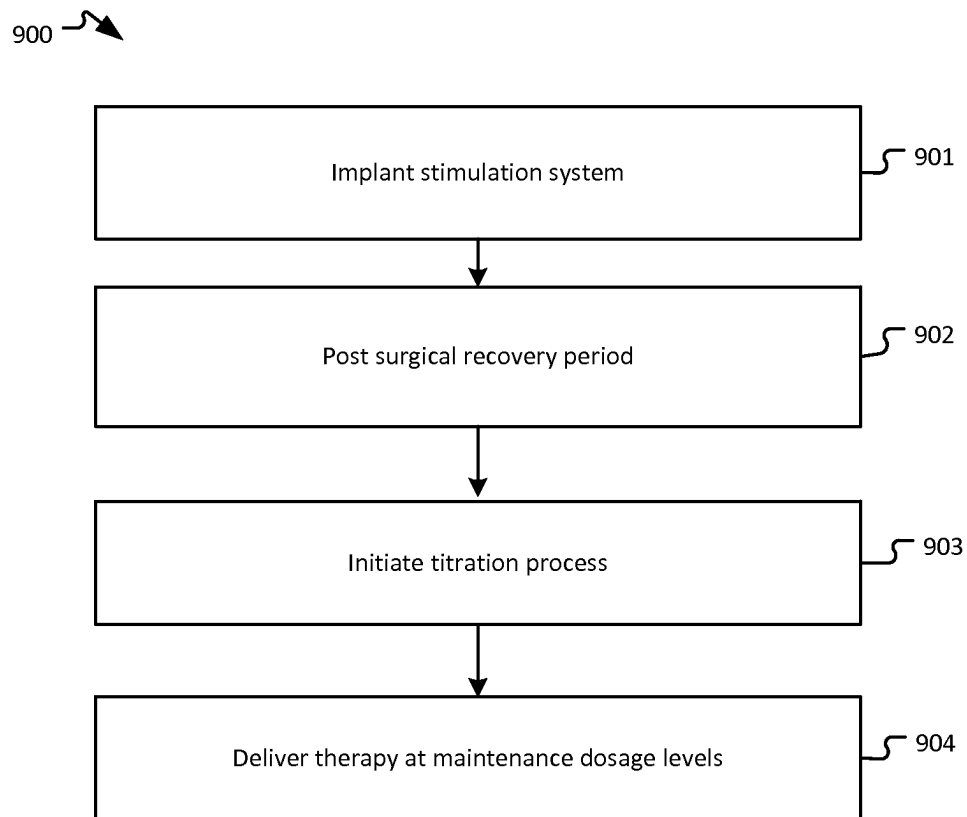 900
Implant stimulation system
901
Post surgical recovery period
902
Initiate titration process
903
Deliver therapy at maintenance dosage levels
904